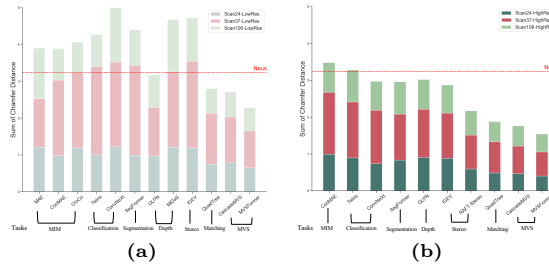 Scan24-LowRes
Scan37-LowRes
Scan106-LowRes
Neus
Sum of Chamfer Distance
5
4
3
2
1
0
MAE
CroMAE
CroCo
Twins
ConvNeXt
SegFormer
GLPN
MiDaS
IGEV
QuadTree
CascadeMVS
MVSFormer
Tasks
MIM
Classification
Segmentation
Depth
Stereo
Matching
MVS
(a)
Scan24-HighRe
Scan37-HighRe
Scan106-HighR
Ne
Sum of Chamfer Distance
5
4
3
2
1
0
Twins
ConvNeXt
SegFormer
GLPN
IGEV
RAFT-Stereo
QuadTree
CascadeMVS
MVSFormer
Tasks
MIM
Classification
Segmentation
Depth
Stereo
Matching
MVS
(b)